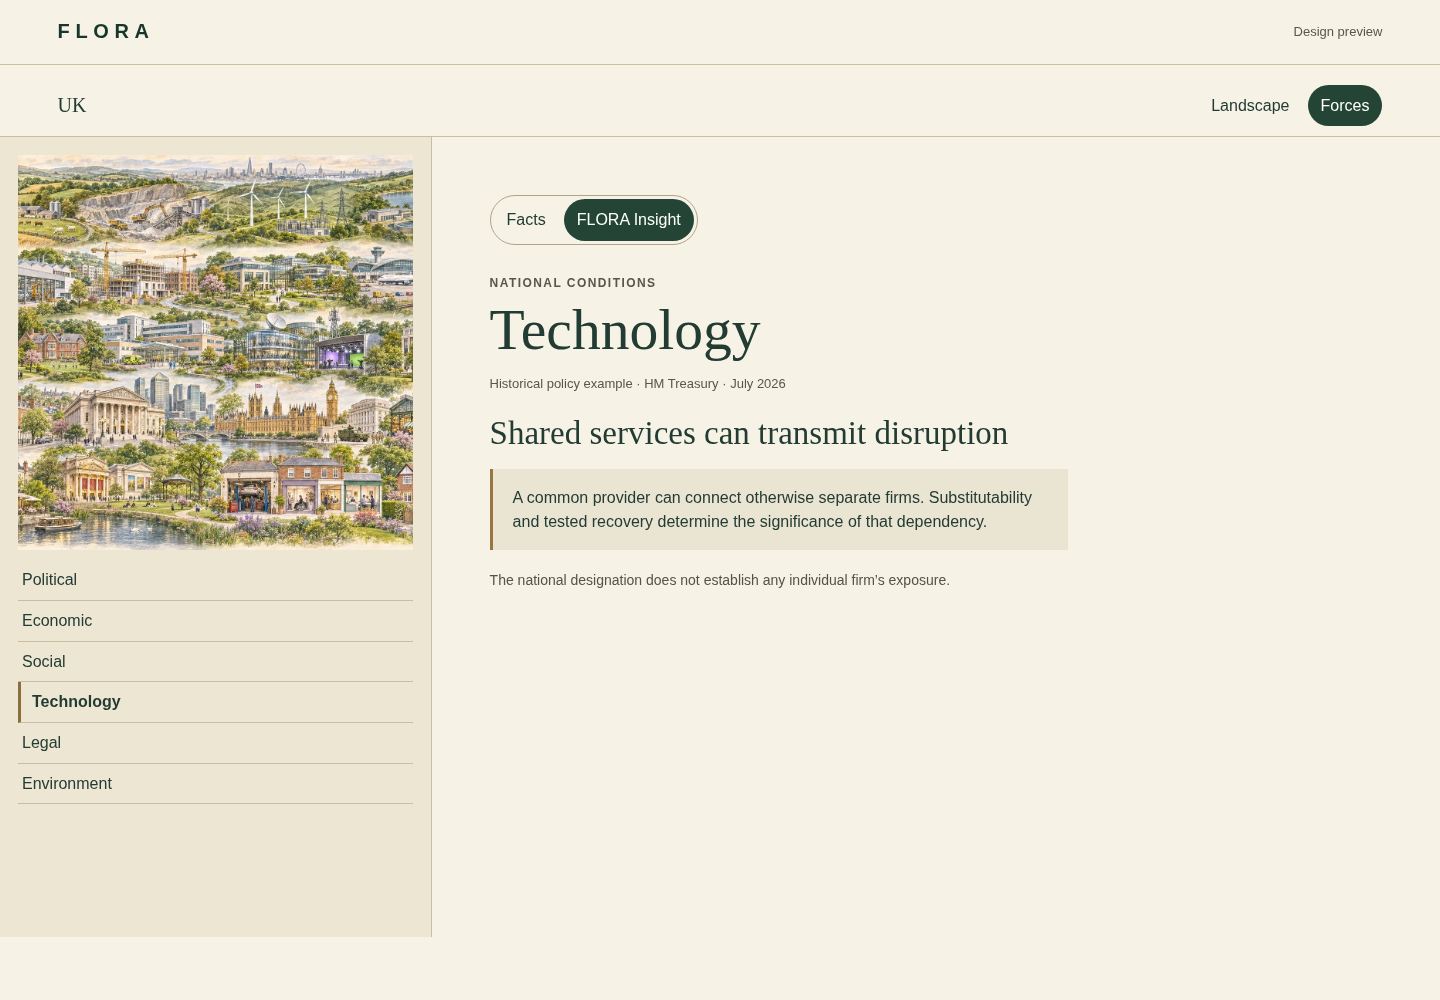 FLORA
Design preview
UK
Landscape
Forces
Political
Economic
Social
Technology
Legal
Environment
Facts
FLORA Insight
NATIONAL CONDITIONS
Technology
Historical policy example · HM Treasury · July 2026
Shared services can transmit disruption
A common provider can connect otherwise separate firms. Substitutability
and tested recovery determine the significance of that dependency.
The national designation does not establish any individual firm's exposure.